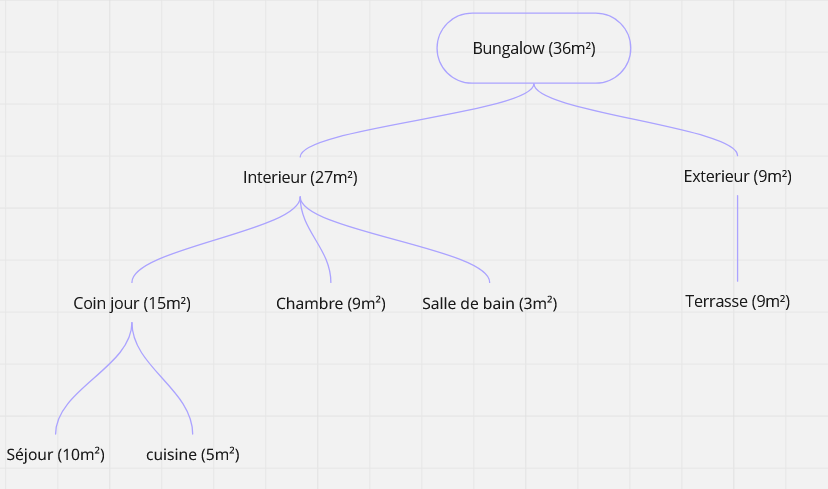 Bungalow (36m²)
Interieur (27m²)
Exterieur (9m²)
Coin jour (15m²)
Chambre (9m²)
Salle de bain (3m²)
Terrasse (9m²)
Séjour (10m²)
cuisine (5m²)